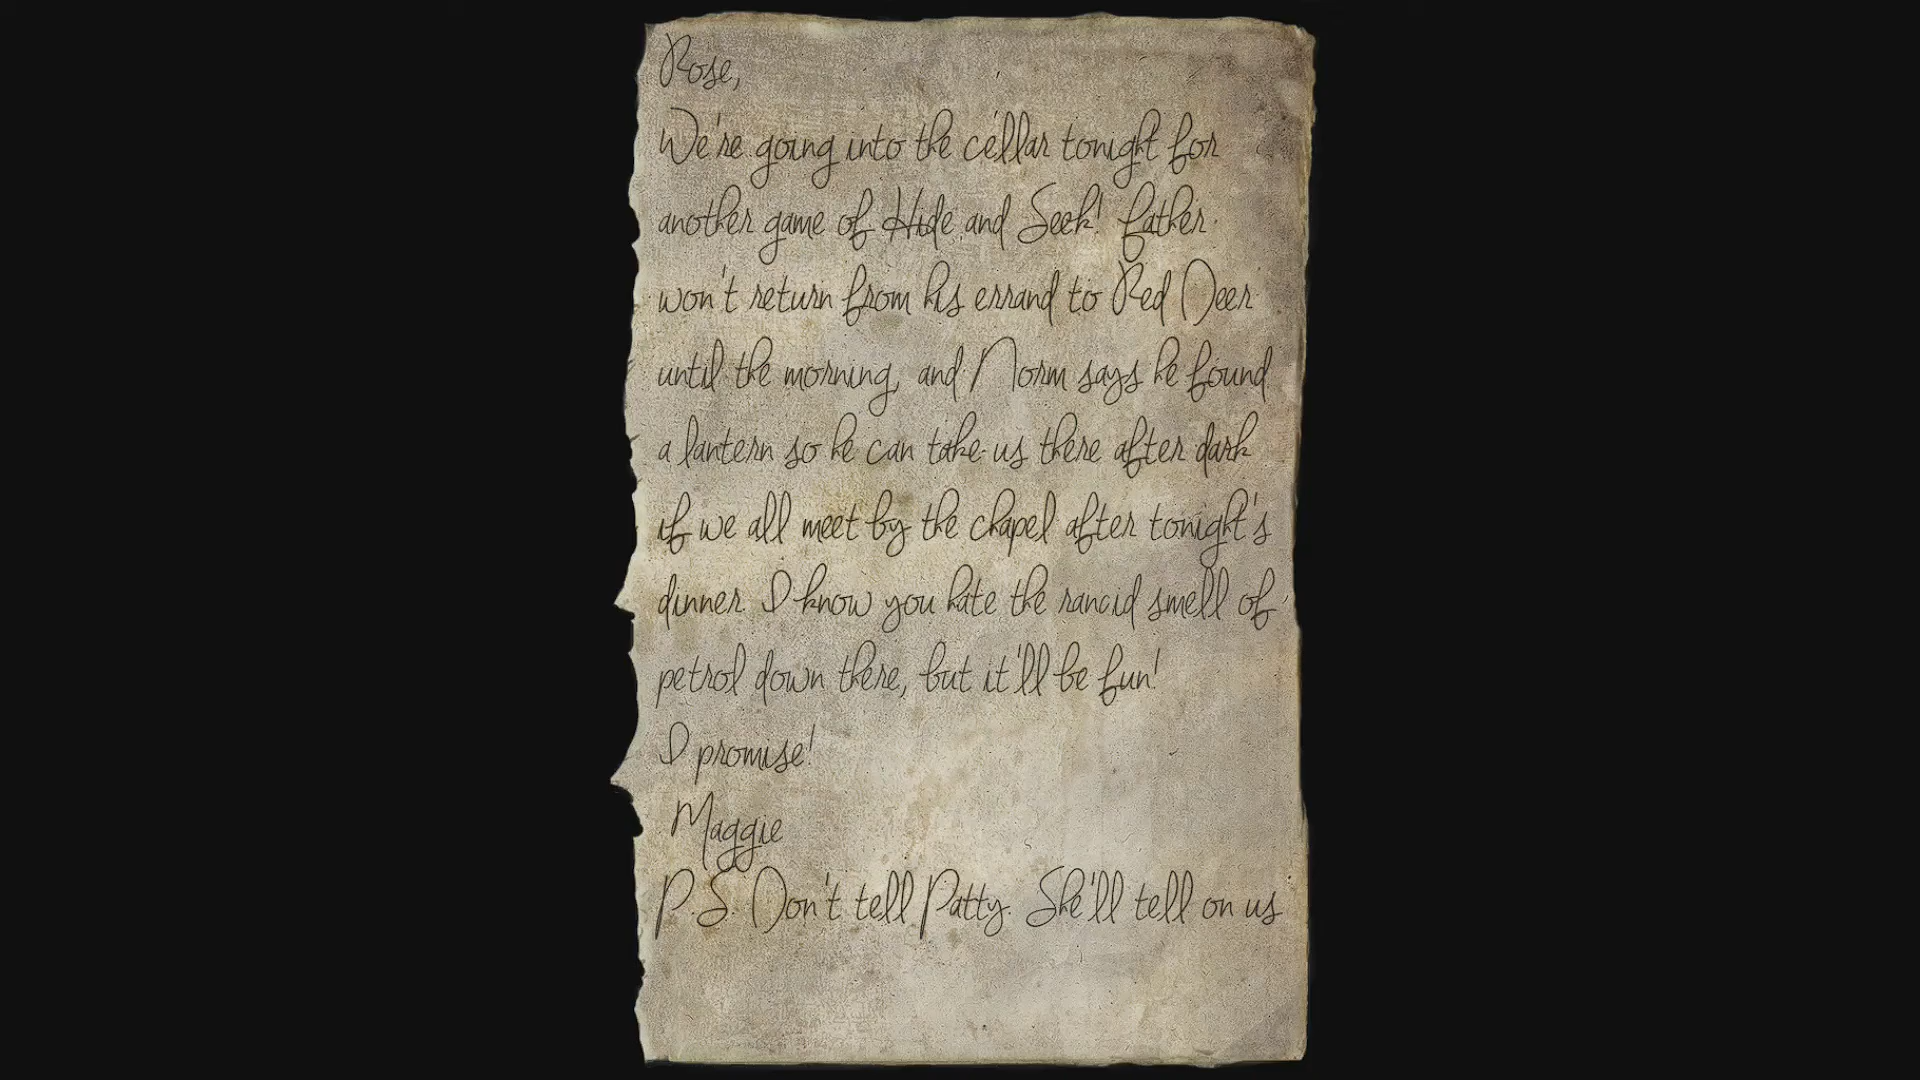 Rose,
We're going into the cellar tonight for
another game of Hide and Seek! Father
won't return from his errand to Red Deer
until the morning, and Norm says he found
a lantern so he can take us there after dark
if we all meet by the chapel after tonight's
dinner. I know you hate the rancid smell of
petrol down there, but it'll be fun!
I promise!
Maggie
P.S. Don't tell Patty. She'll tell on us